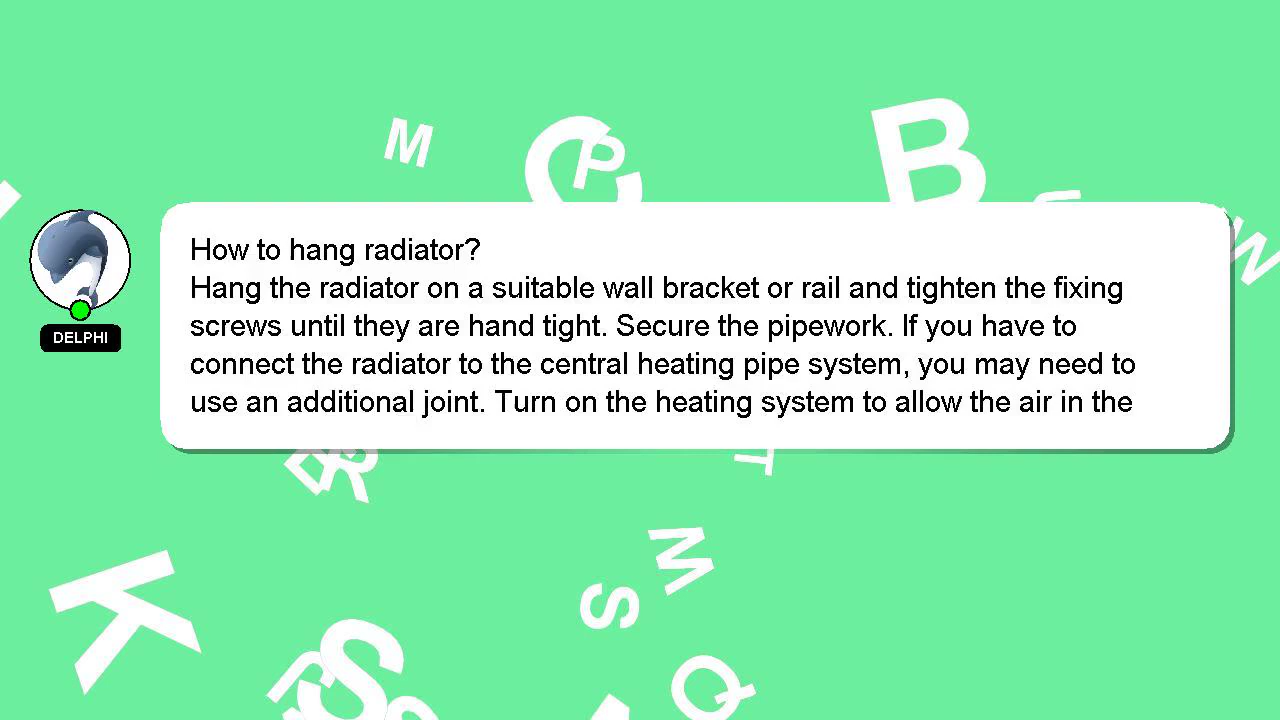 M
C
P
B
W
DELPHI
How to hang radiator?
Hang the radiator on a suitable wall bracket or rail and tighten the fixing
screws until they are hand tight. Secure the pipework. If you have to
connect the radiator to the central heating pipe system, you may need to
use an additional joint. Turn on the heating system to allow the air in the
R
T
M
K
S
S
Q